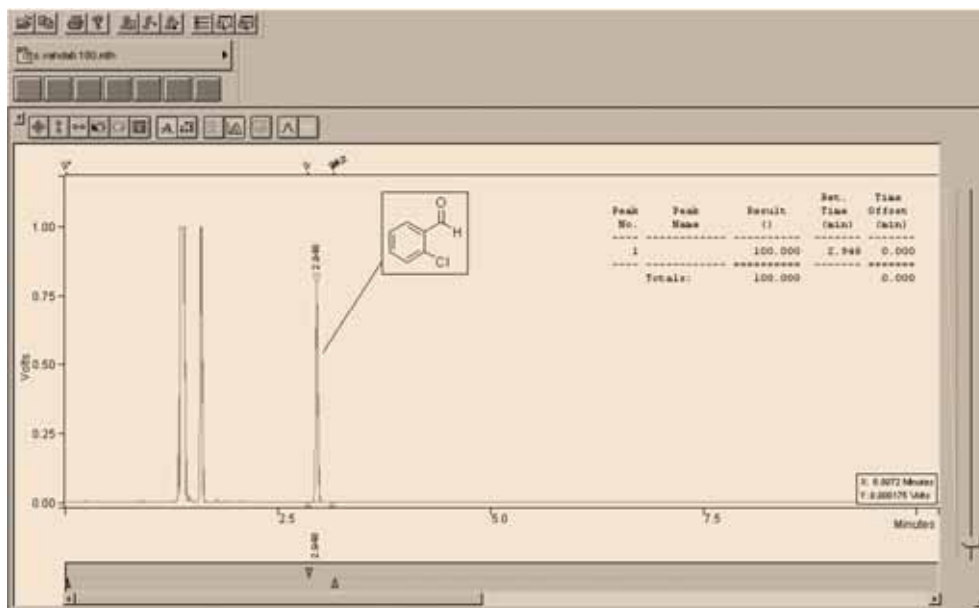 Peak Peak Result Ret. Time Time Offset
No. Name () (min) (min)
1 100.000 2.948 0.000
Totals: 100.000 0.000
1.00
0.75
0.50
0.25
0.00
Volts
2.948
O
H
Cl
2.5
5.0
7.5
Minutes
2.948